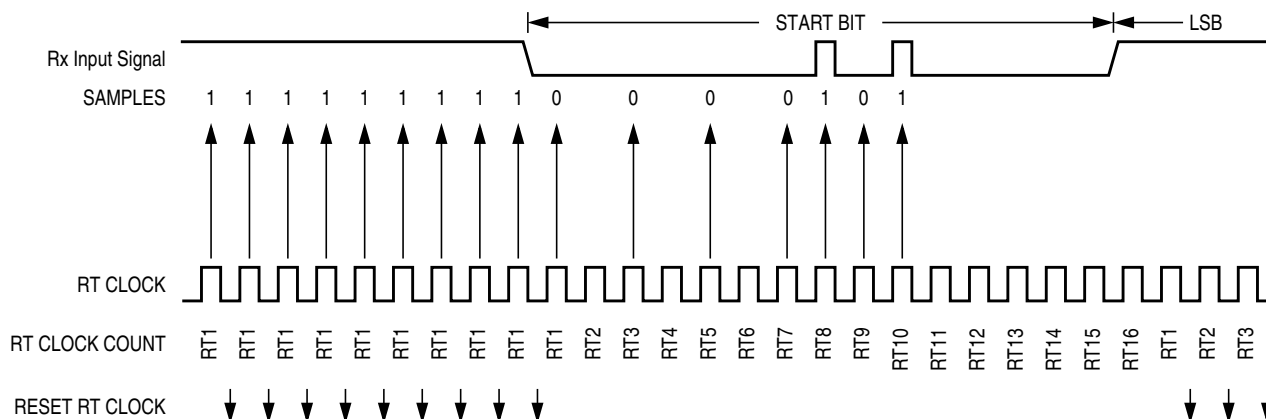 START BIT LSB
Rx Input Signal
SAMPLES 1 1 1 1 1 1 1 1 1 0 0 0 0 1 0 1
RT CLOCK
RT CLOCK COUNT RT1 RT1 RT1 RT1 RT1 RT1 RT1 RT1 RT1 RT1 RT2 RT3 RT4 RT5 RT6 RT7 RT8 RT9 RT10 RT11 RT12 RT13 RT14 RT15 RT16 RT1 RT2 RT3
RESET RT CLOCK